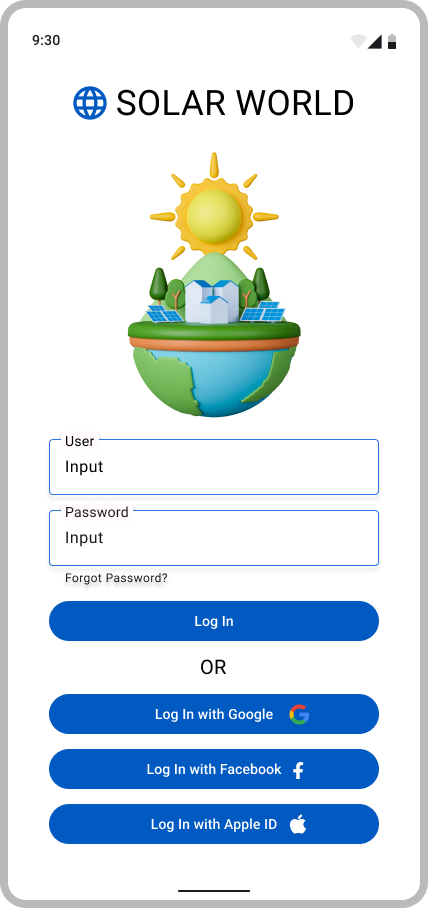 9:30
SOLAR WORLD
User
Input
Password
Input
Forgot Password?
Log In
OR
Log In with Google
Log In with Facebook
Log In with Apple ID